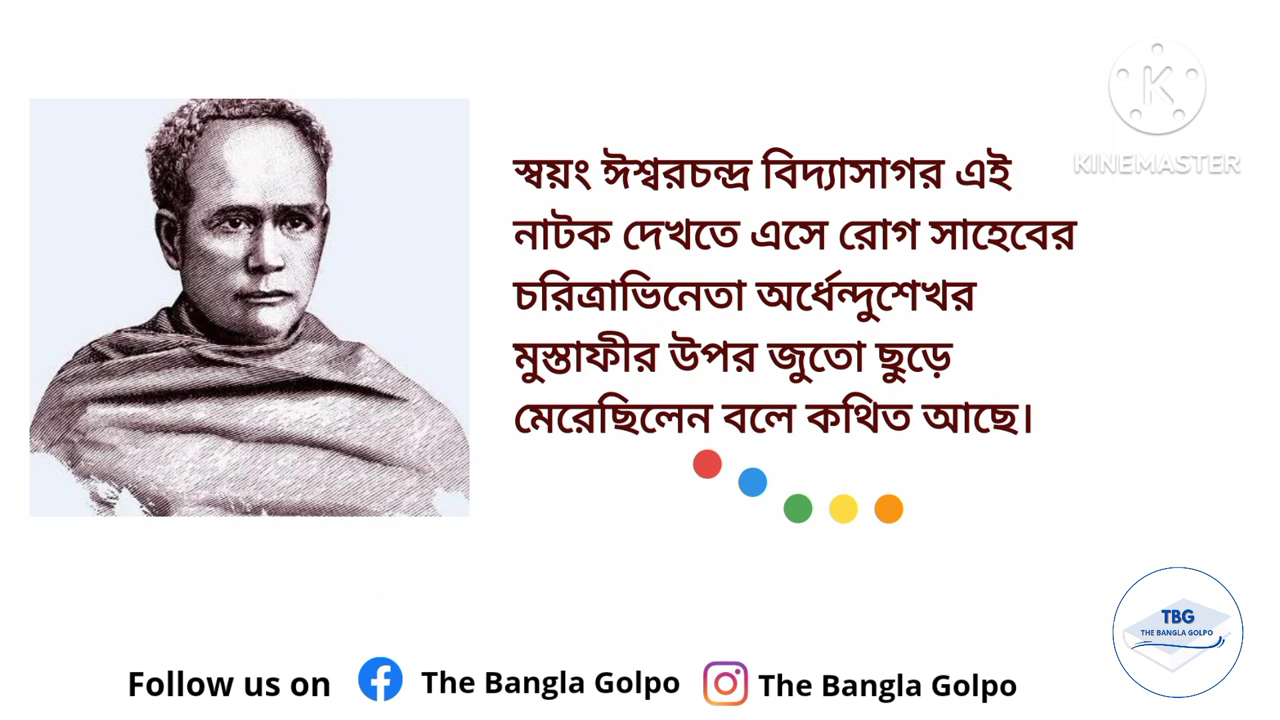 স্বয়ং ঈশ্বরচন্দ্র বিদ্যাসাগর এই
নাটক দেখতে এসে রোগ সাহেবের
চরিত্রাভিনেতা অর্ধেন্দুশেখর
মুস্তাফীর উপর জুতো ছুড়ে
মেরেছিলেন বলে কথিত আছে।
K
KINEMASTER
TBG
THE BANGLA GOLPO
Follow us on The Bangla Golpo The Bangla Golpo